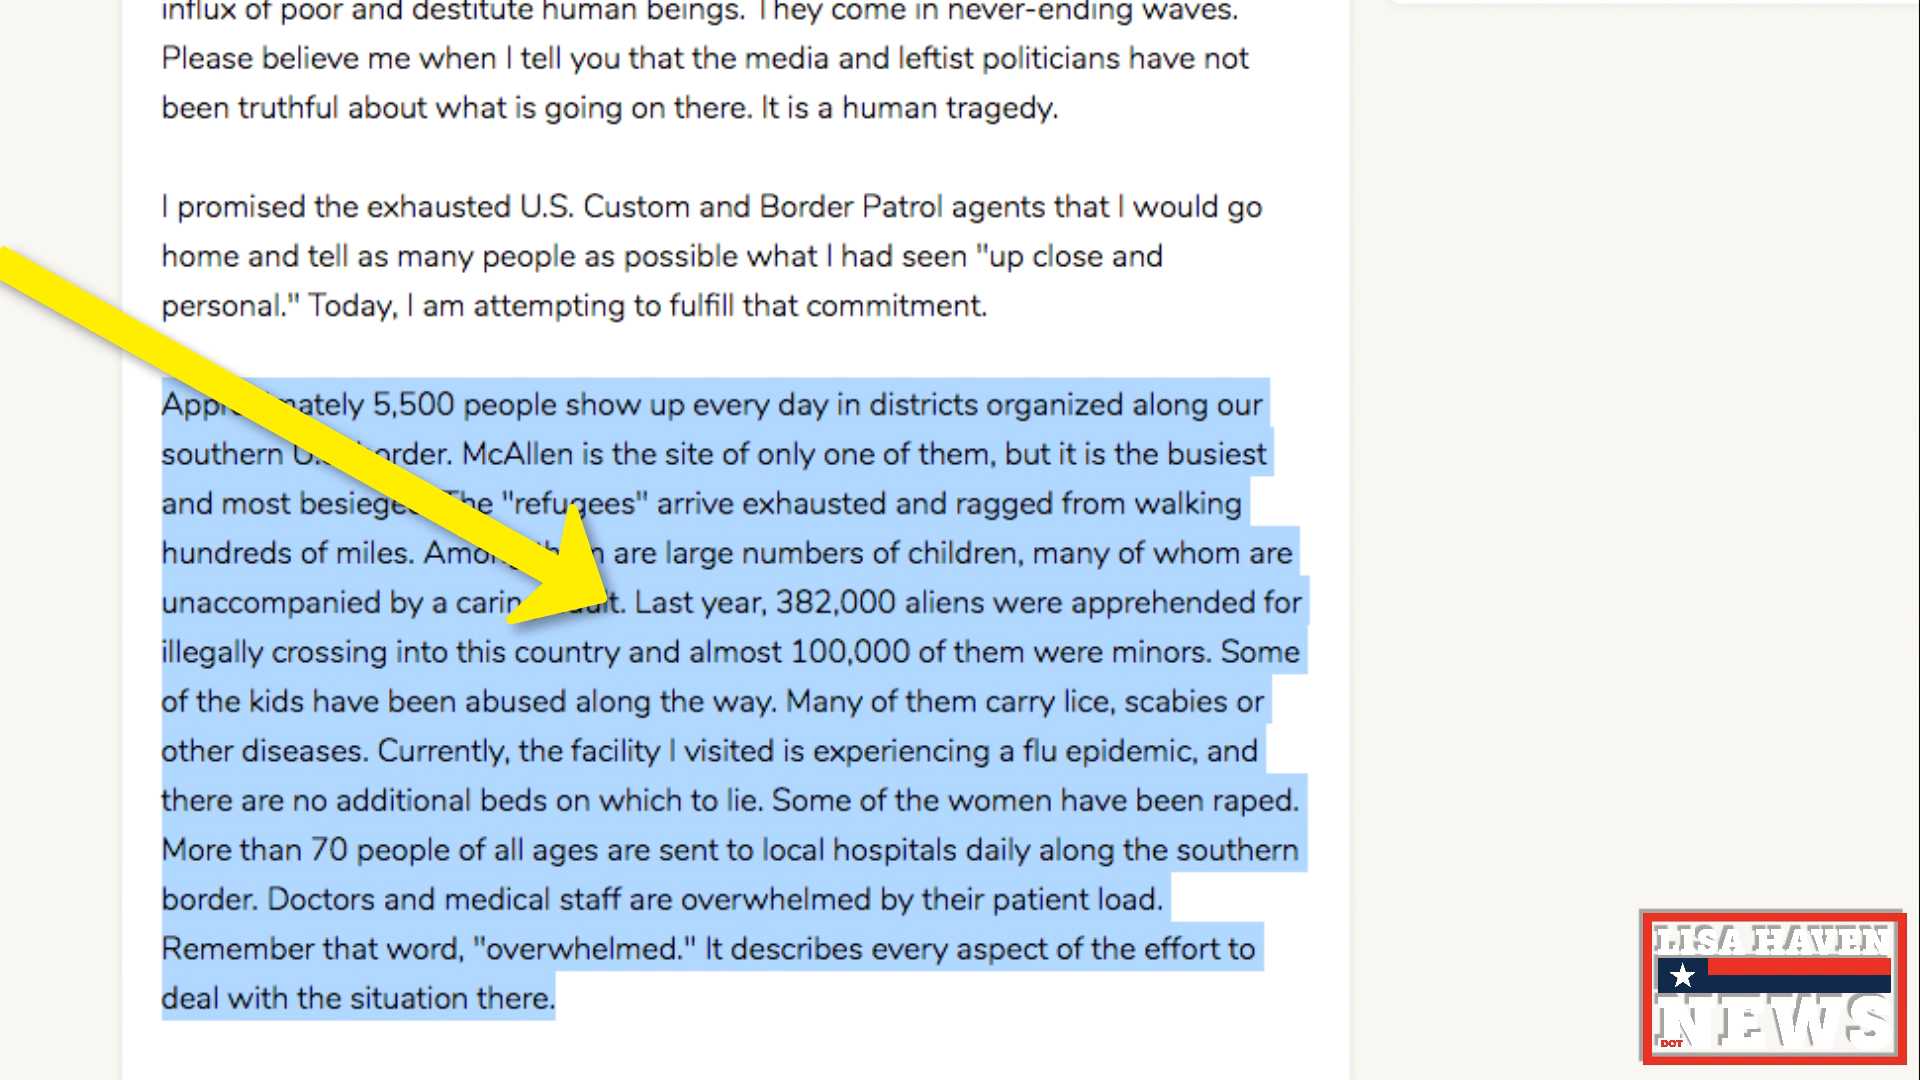 influx of poor and destitute human beings. They come in never-ending waves.
Please believe me when I tell you that the media and leftist politicians have not
been truthful about what is going on there. It is a human tragedy.
I promised the exhausted U.S. Custom and Border Patrol agents that I would go
home and tell as many people as possible what I had seen "up close and
personal." Today, I am attempting to fulfill that commitment.
people show up every day in districts organized along our
southern McAllen is the site of only one of them, but it is the busiest
and most "refugees" arrive exhausted and ragged from walking
hundreds of miles. are large numbers of children, many of whom are
unaccompanied by a Last year, 382,000 aliens were apprehended for
illegally crossing into this country and almost 100,000 of them were minors. Some
of the kids have been abused along the way. Many of them carry lice, scabies or
other diseases. Currently, the facility I visited is experiencing a flu epidemic, and
there are no additional beds on which to lie. Some of the women have been raped.
More than 70 people of all ages are sent to local hospitals daily along the southern
border. Doctors and medical staff are overwhelmed by their patient load.
Remember that word, "overwhelmed." It describes every aspect of the effort to
deal with the situation there.
LISA HAVEN
DOT NEWS